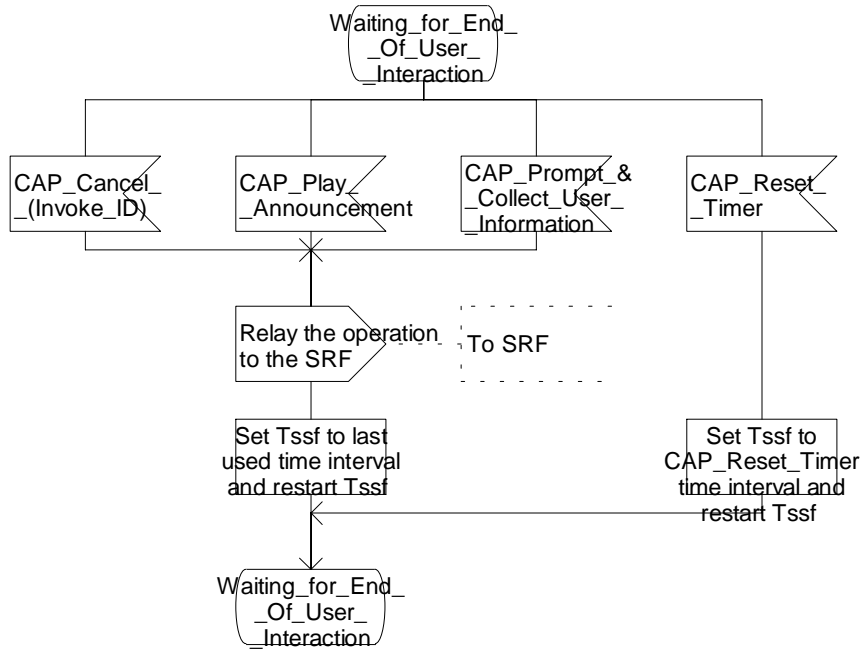 Waiting_for_End_
_Of_User_
_Interaction
CAP_Cancel_
_(Invoke_ID)
CAP_Play_
_Announcement
CAP_Prompt_&
_Collect_User_
_Information
CAP_Reset_
_Timer
Relay the operation
to the SRF
To SRF
Set Tssf to last
used time interval
and restart Tssf
Set Tssf to
CAP_Reset_Timer
time interval and
restart Tssf
Waiting_for_End_
_Of_User_
_Interaction